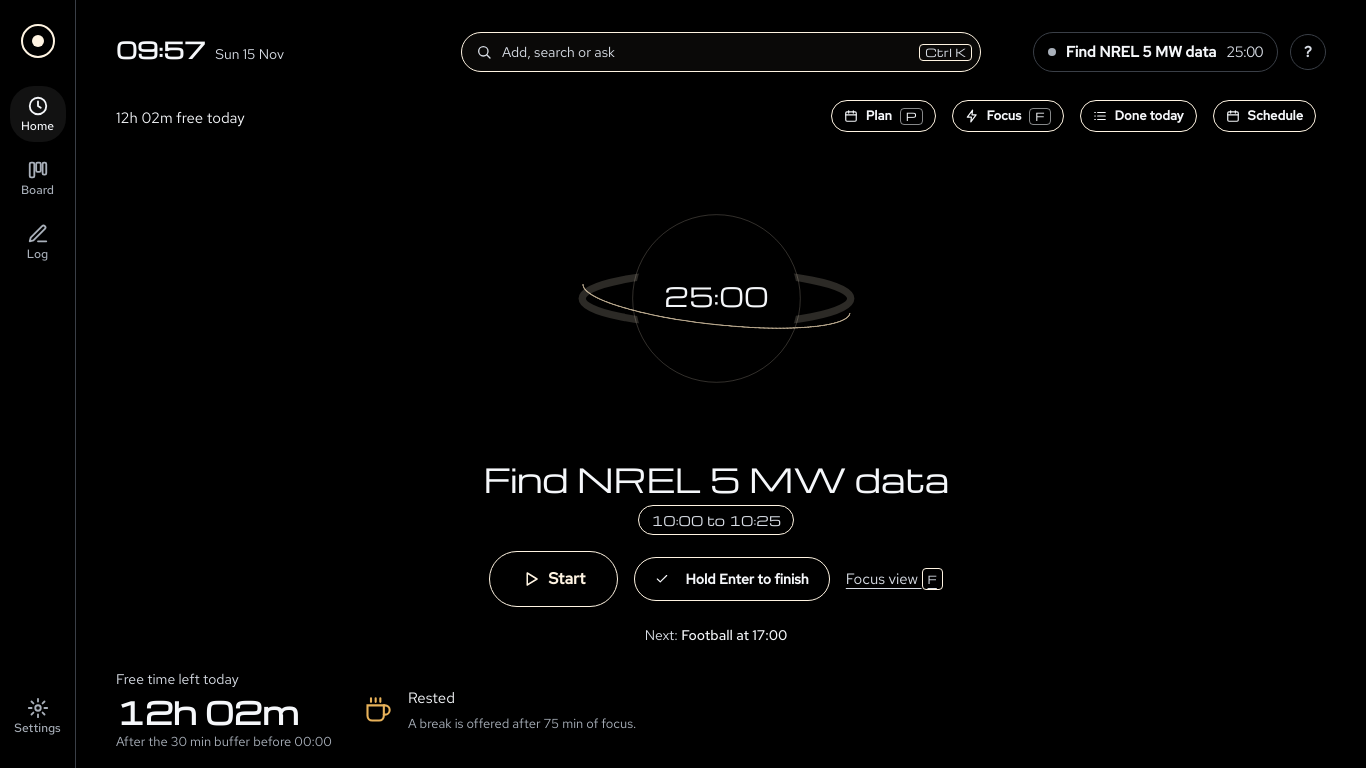 09:57 Sun 15 Nov
Add, search or ask Ctrl K
Find NREL 5 MW data 25:00
?
Home
Board
Log
Settings
12h 02m free today
Plan P
Focus F
Done today
Schedule
25:00
Find NREL 5 MW data
10:00 to 10:25
Start
Hold Enter to finish
Focus view F
Next: Football at 17:00
Free time left today
12h 02m
After the 30 min buffer before 00:00
Rested
A break is offered after 75 min of focus.